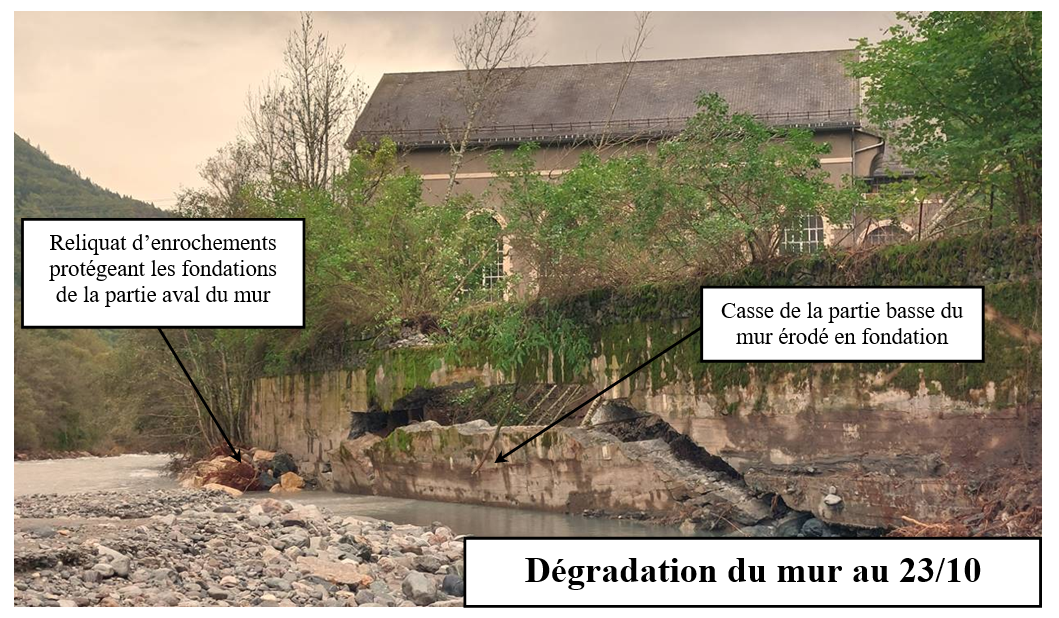 Reliquat d’enrochements
protégeant les fondations
de la partie aval du mur
Casse de la partie basse du
mur érodé en fondation
Dégradation du mur au 23/10